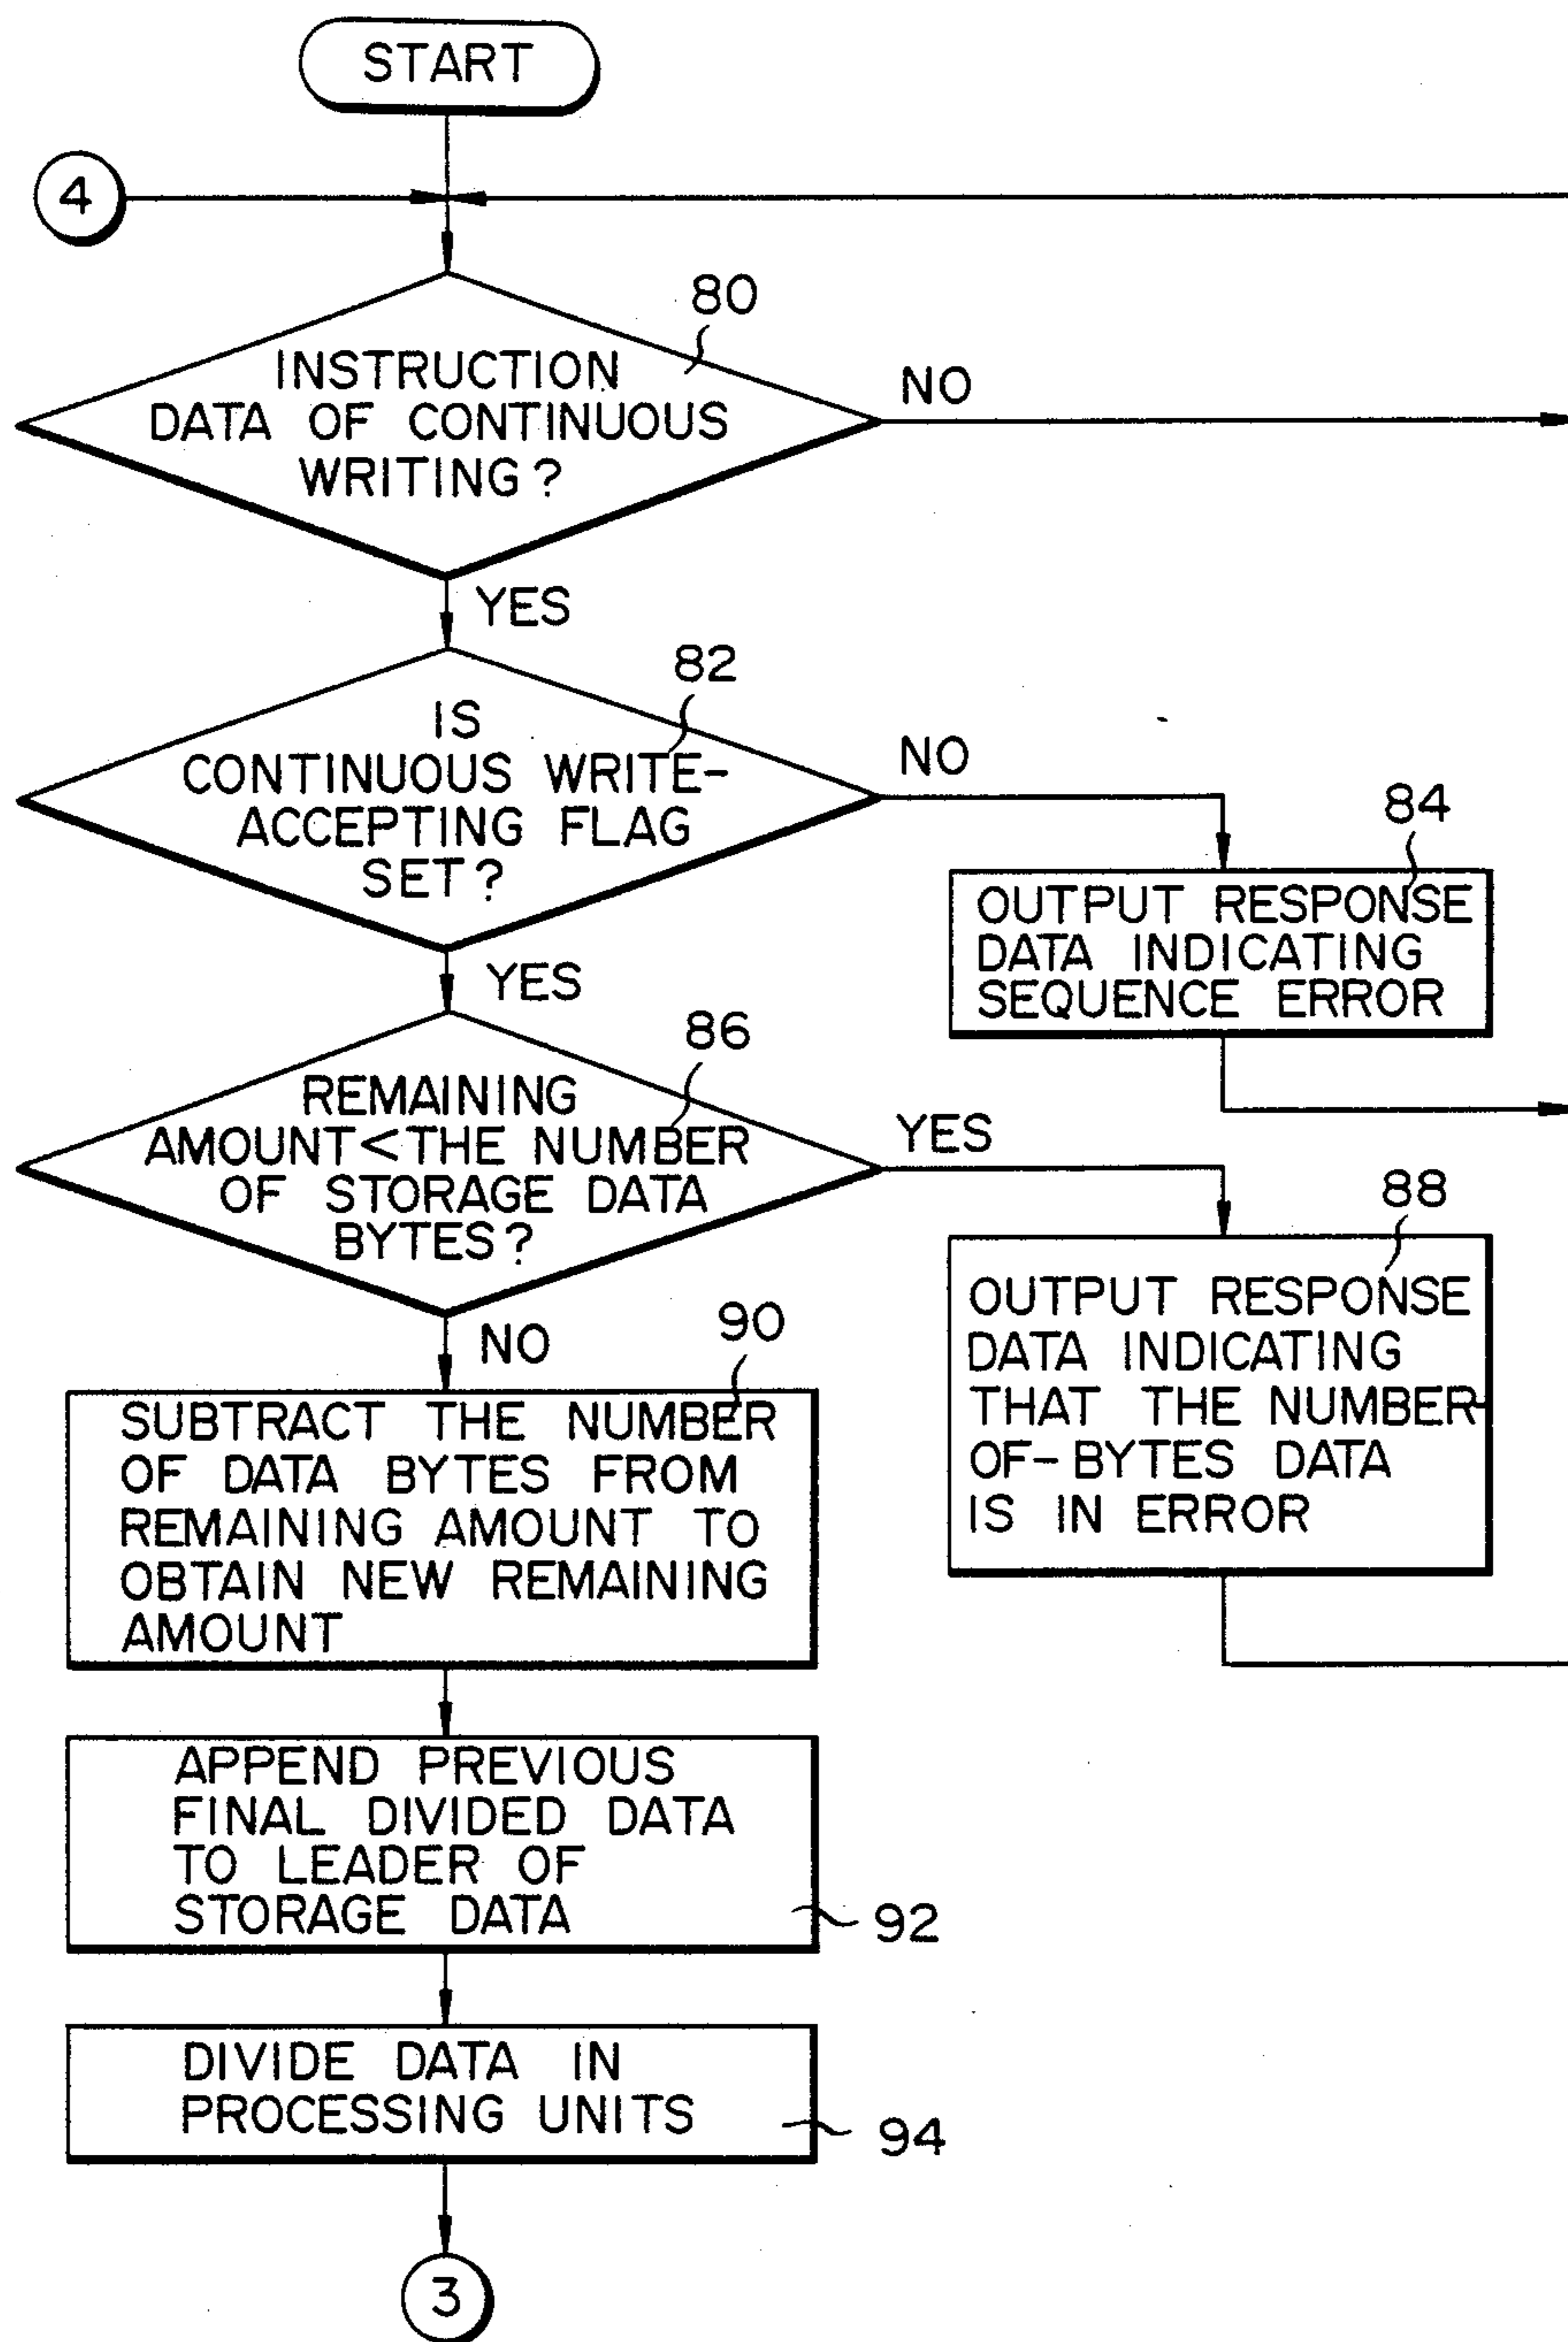 START
4
80
INSTRUCTION
DATA OF CONTINUOUS
WRITING?
NO
YES
82
IS
CONTINUOUS WRITE-
ACCEPTING FLAG
SET?
NO
YES
84
OUTPUT RESPONSE
DATA INDICATING
SEQUENCE ERROR
86
REMAINING
AMOUNT<THE NUMBER
OF STORAGE DATA
BYTES?
YES
NO
88
OUTPUT RESPONSE
DATA INDICATING
THAT THE NUMBER-
OF-BYTES DATA
IS IN ERROR
90
SUBTRACT THE NUMBER
OF DATA BYTES FROM
REMAINING AMOUNT TO
OBTAIN NEW REMAINING
AMOUNT
APPEND PREVIOUS
FINAL DIVIDED DATA
TO LEADER OF
STORAGE DATA
92
DIVIDE DATA IN
PROCESSING UNITS
94
3